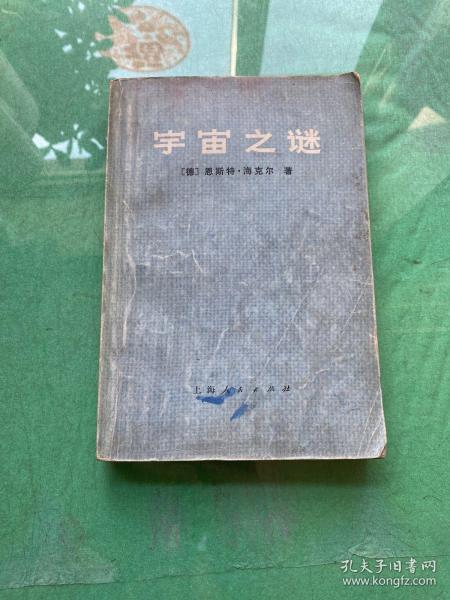 宇宙之谜
［德］恩斯特·海克尔 著
上海人民出版社
孔夫子旧书网
www.kongfz.com